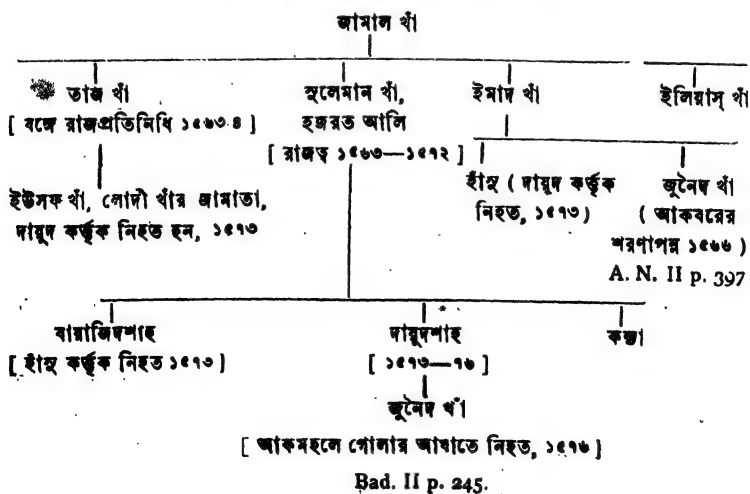 জামাল খাঁ
তাজ খাঁ
[ বঙ্গে রাজপ্রতিনিধি ১৫৬৩-৪ ]
ইউসফ খাঁ, লোদী খাঁর জামাতা,
দায়ুদ কর্ত্তৃক নিহত হন, ১৫৭৩
সুলেমান খাঁ,
হজরত আলি
[ রাজত্ব ১৫৬৩—১৫৭২ ]
ইমাদ খাঁ
ইলিয়াস্ খাঁ
হাঁসু ( দায়ুদ কর্ত্তৃক
নিহত, ১৫৭৩ )
জুনৈদ খাঁ
( আকবরের
শরণাপন্ন ১৫৬৬ )
A. N. II p. 397
বায়াজিদশাহ
[ হাঁসু কর্ত্তৃক নিহত ১৫৭৩ ]
দায়ুদশাহ
[ ১৫৭৩—৭৬ ]
কন্যা
জুনৈদ খাঁ
[ আকমহলে গোলার আঘাতে নিহত, ১৫৭৬ ]
Bad. II p. 245.